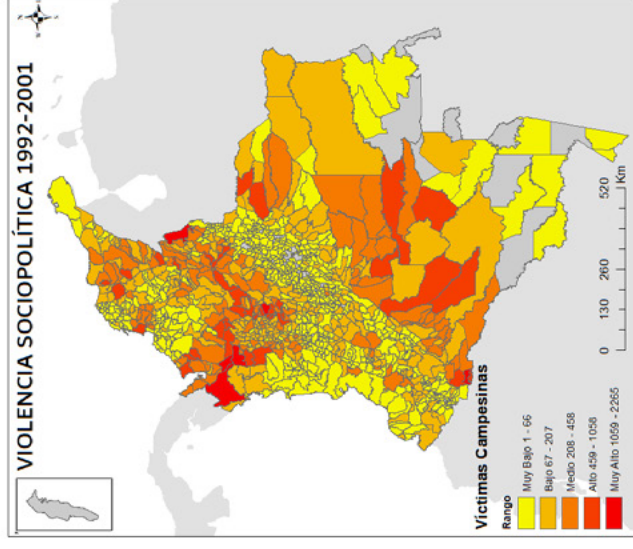 VIOLENCIA SOCIOPOLÍTICA 1992-2001
Victimas Campesinas
Rango
Muy Bajo 1 - 66
Bajo 67 - 207
Medio 208 - 458
Alto 459 - 1058
Muy Alto 1059 - 2265
0 130 260 520
Km